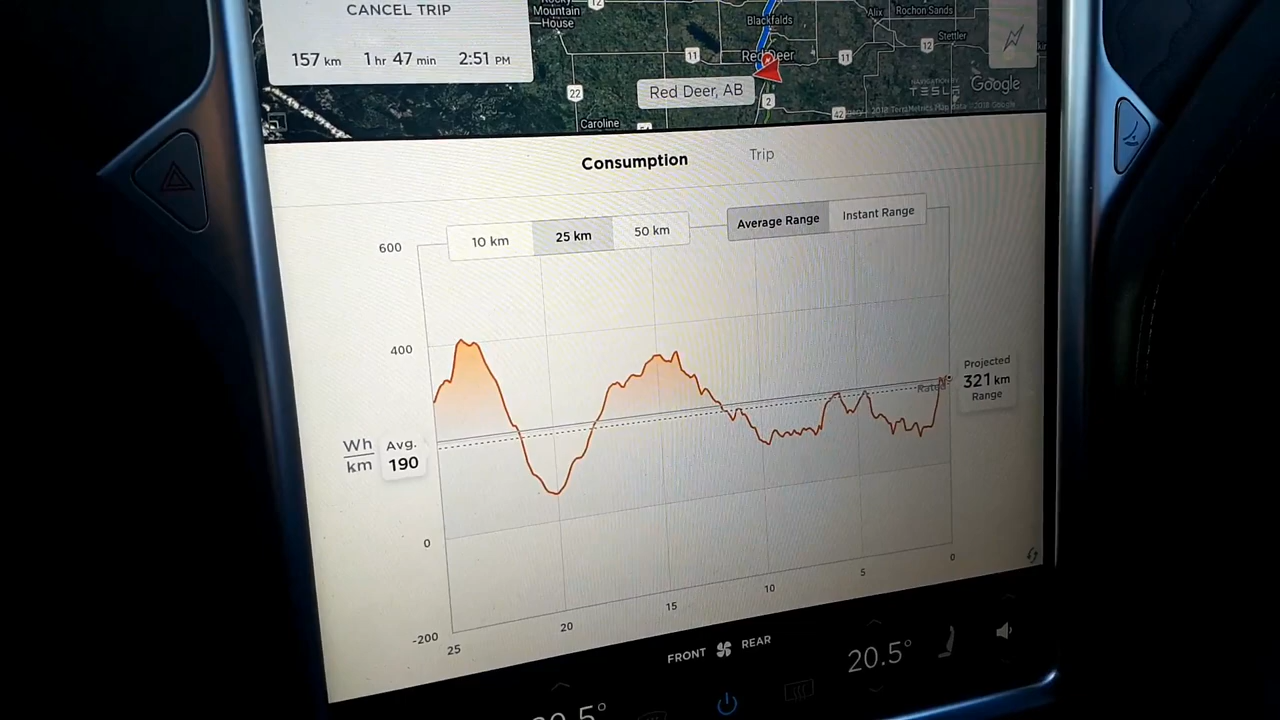 CANCEL TRIP
157 km 1 hr 47 min 2:51 PM
Rocky
Mountain
House
12
Blackfalds
Alix
Rochon Sands
Stettler
12
11
Red Deer
11
22
Red Deer, AB
2
NAVIGATION BY
TESLA
Google
Caroline
42
Consumption
Trip
10 km
25 km
50 km
Average Range
Instant Range
600
400
Wh
km
Avg.
190
0
-200
Rated
Projected
321 km
Range
25
20
15
10
5
0
FRONT
REAR
20.5°